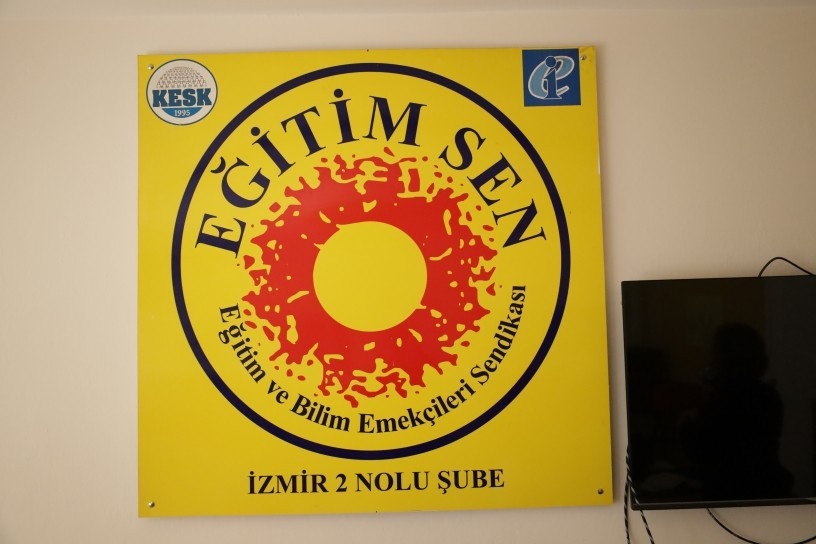 KESK
1995
EĞİTİM SEN
Eğitim ve Bilim Emekçileri Sendikası
İZMİR 2 NOLU ŞUBE